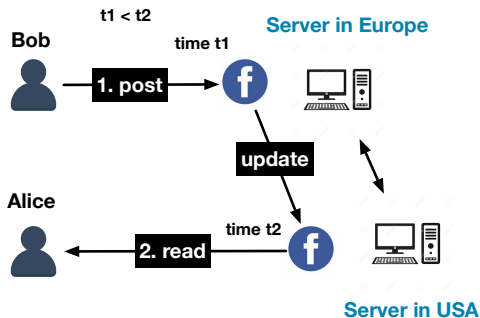 t1 < t2
Server in Europe
Bob
time t1
1. post
f
update
Alice
time t2
2. read
f
Server in USA